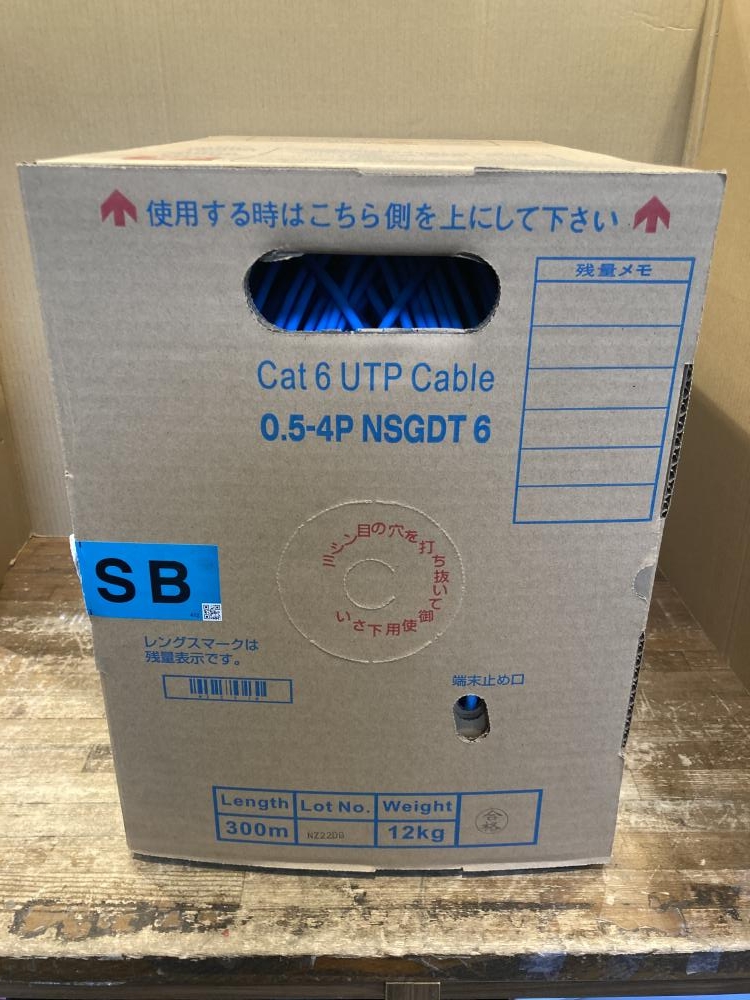 使用する時はこちら側を上にして下さい
残量メモ
Cat 6 UTP Cable
0.5-4P NSGDT 6
ミシン目の穴を打ち抜いて御使用下さい
SB
レングスマークは
残量表示です。
端末止め口
Length Lot No. Weight
300m NZ22DB 12kg
合格